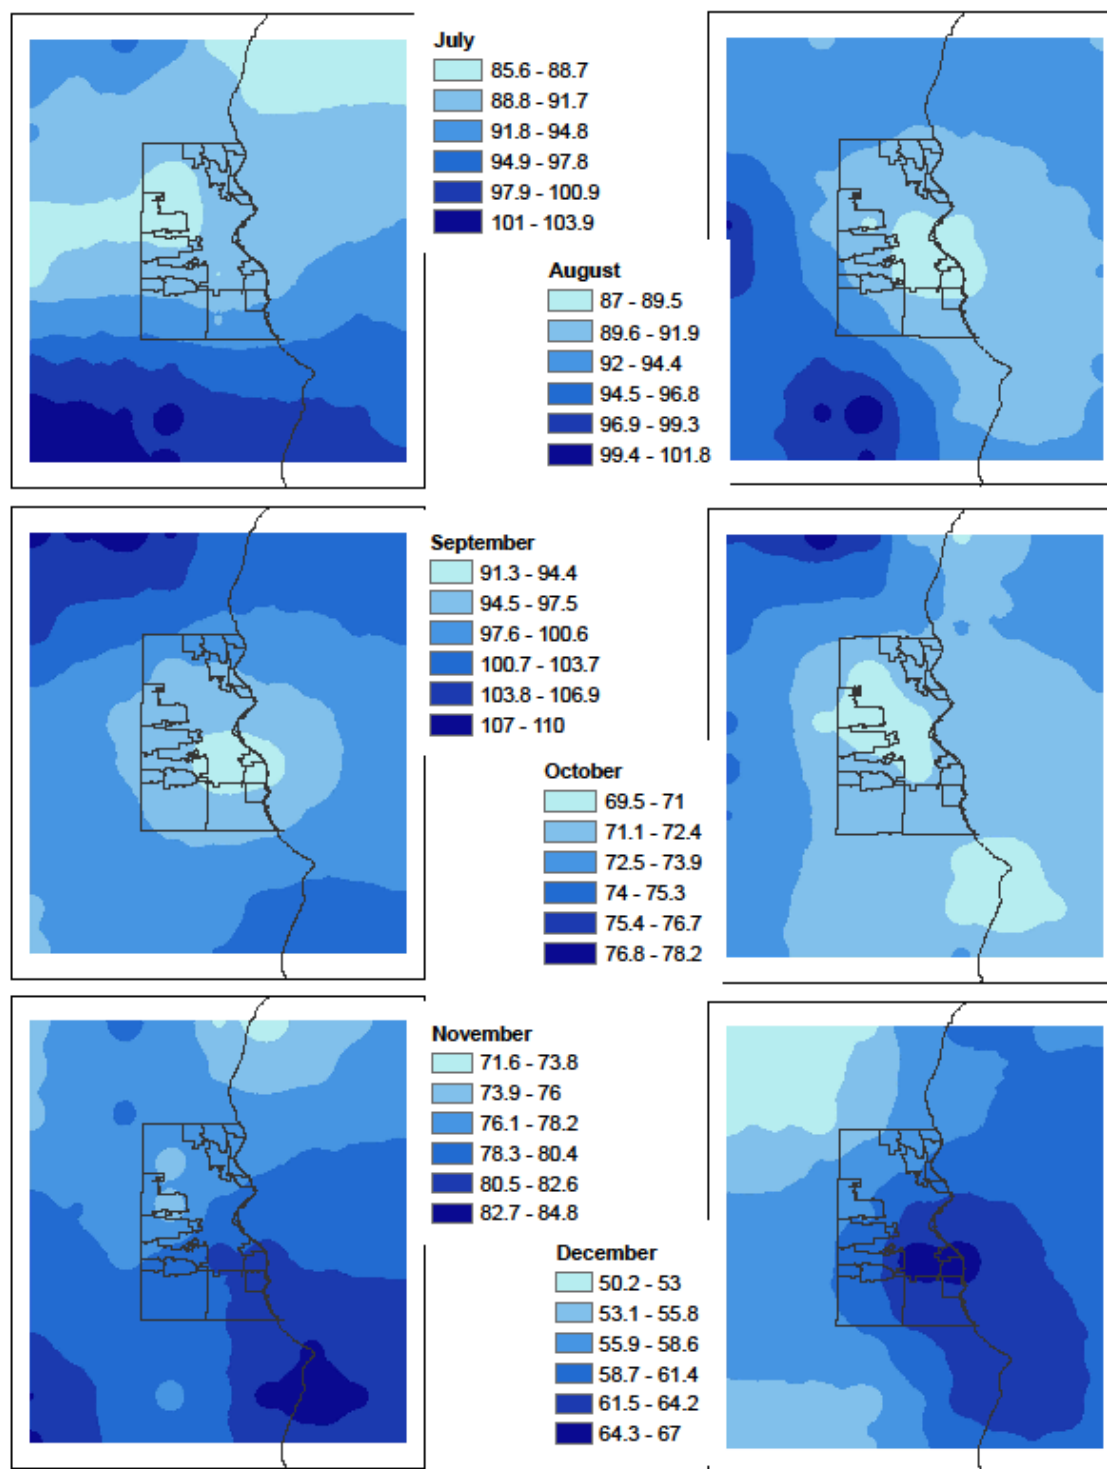 July
85.6 - 88.7
88.8 - 91.7
91.8 - 94.8
94.9 - 97.8
97.9 - 100.9
101 - 103.9
August
87 - 89.5
89.6 - 91.9
92 - 94.4
94.5 - 96.8
96.9 - 99.3
99.4 - 101.8
September
91.3 - 94.4
94.5 - 97.5
97.6 - 100.6
100.7 - 103.7
103.8 - 106.9
107 - 110
October
69.5 - 71
71.1 - 72.4
72.5 - 73.9
74 - 75.3
75.4 - 76.7
76.8 - 78.2
November
71.6 - 73.8
73.9 - 76
76.1 - 78.2
78.3 - 80.4
80.5 - 82.6
82.7 - 84.8
December
50.2 - 53
53.1 - 55.8
55.9 - 58.6
58.7 - 61.4
61.5 - 64.2
64.3 - 67